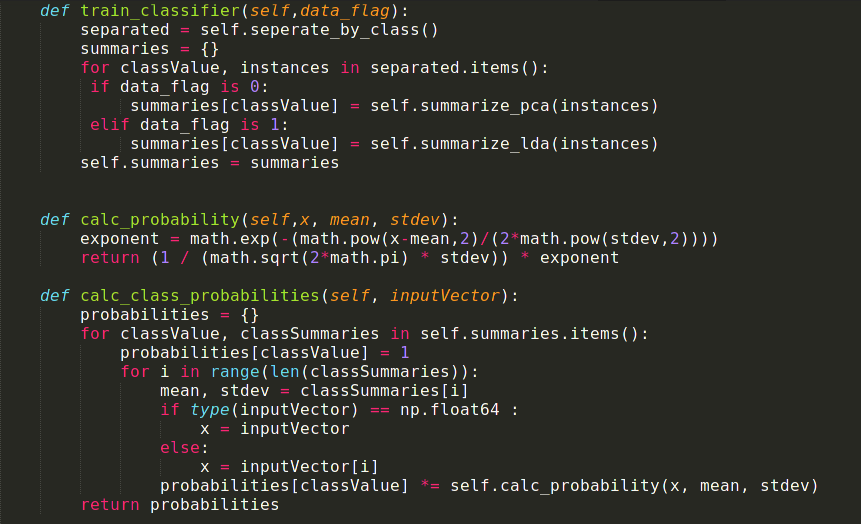 def train_classifier(self,data_flag):
    separated = self.seperate_by_class()
    summaries = {}
    for classValue, instances in separated.items():
     if data_flag is 0:
         summaries[classValue] = self.summarize_pca(instances)
     elif data_flag is 1:
         summaries[classValue] = self.summarize_lda(instances)
    self.summaries = summaries
def calc_probability(self,x, mean, stdev):
    exponent = math.exp(-(math.pow(x-mean,2)/(2*math.pow(stdev,2))))
    return (1 / (math.sqrt(2*math.pi) * stdev)) * exponent
def calc_class_probabilities(self, inputVector):
    probabilities = {}
    for classValue, classSummaries in self.summaries.items():
        probabilities[classValue] = 1
        for i in range(len(classSummaries)):
            mean, stdev = classSummaries[i]
            if type(inputVector) == np.float64 :
                x = inputVector
            else:
                x = inputVector[i]
            probabilities[classValue] *= self.calc_probability(x, mean, stdev)
    return probabilities